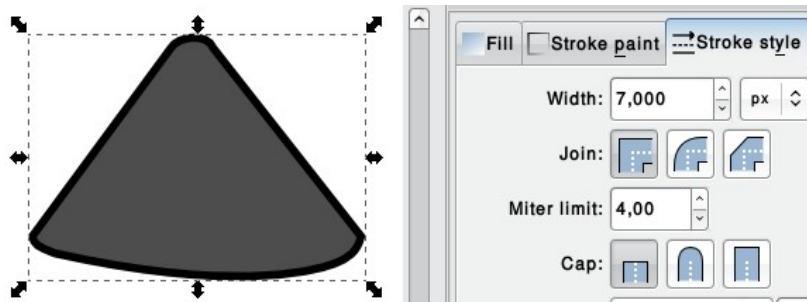 Fill Stroke paint Stroke style
Width: 7,000 px
Join:
Miter limit: 4,00
Cap: